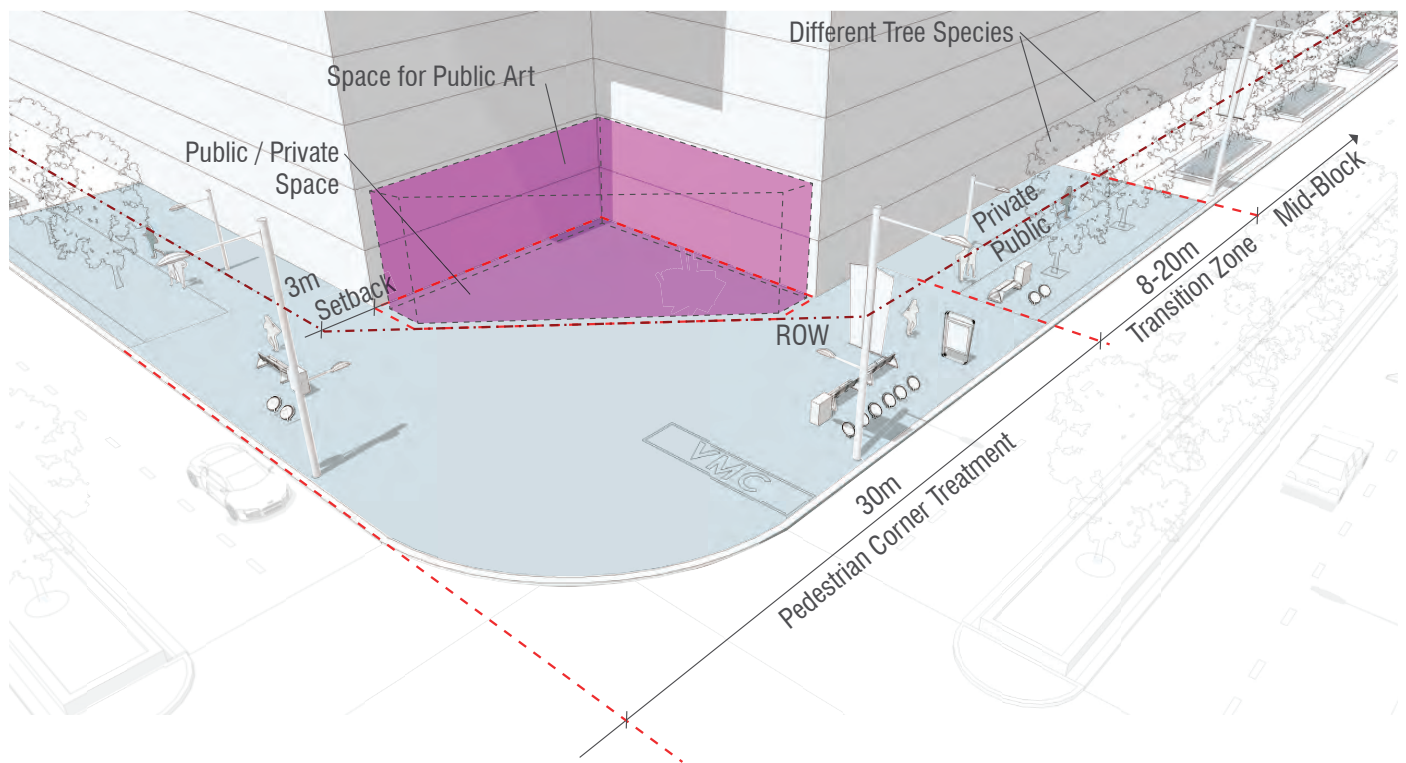 Different Tree Species
Space for Public Art
Public / Private
Space
3m
Setback
Private
Public
ROW
Mid-Block
8-20m
Transition Zone
30m
Pedestrian Corner Treatment
VMC